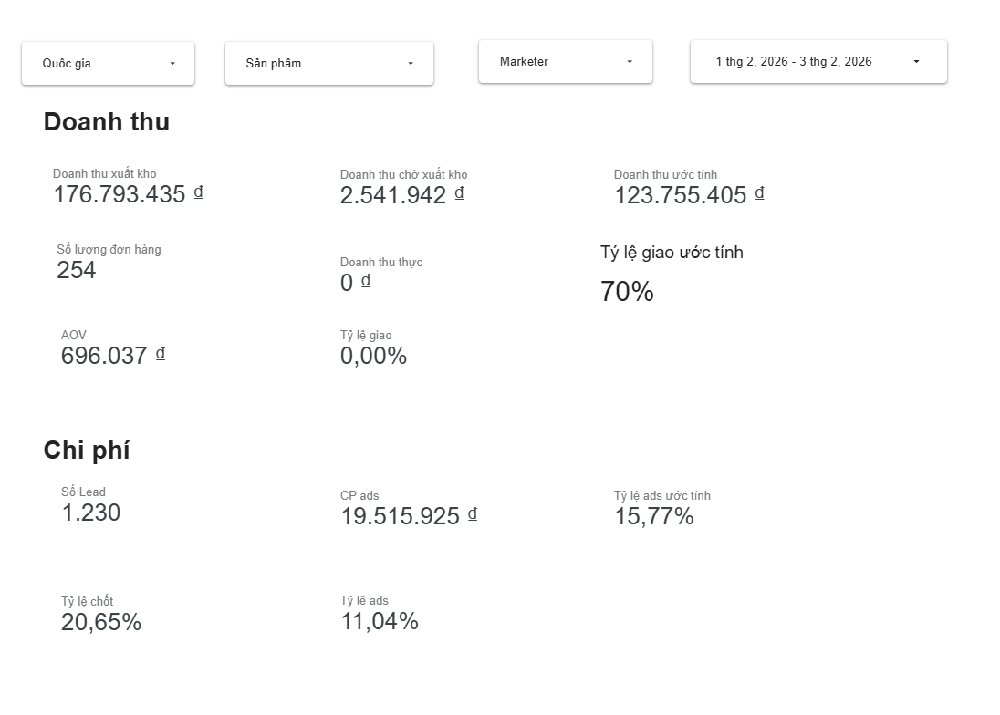 Quốc gia
Sản phẩm
Marketer
1 thg 2, 2026 - 3 thg 2, 2026
Doanh thu
Doanh thu xuất kho
176.793.435 ₫
Doanh thu chờ xuất kho
2.541.942 ₫
Doanh thu ước tính
123.755.405 ₫
Số lượng đơn hàng
254
Doanh thu thực
0 ₫
Tỷ lệ giao ước tính
70%
AOV
696.037 ₫
Tỷ lệ giao
0,00%
Chi phí
Số Lead
1.230
CP ads
19.515.925 ₫
Tỷ lệ ads ước tính
15,77%
Tỷ lệ chốt
20,65%
Tỷ lệ ads
11,04%